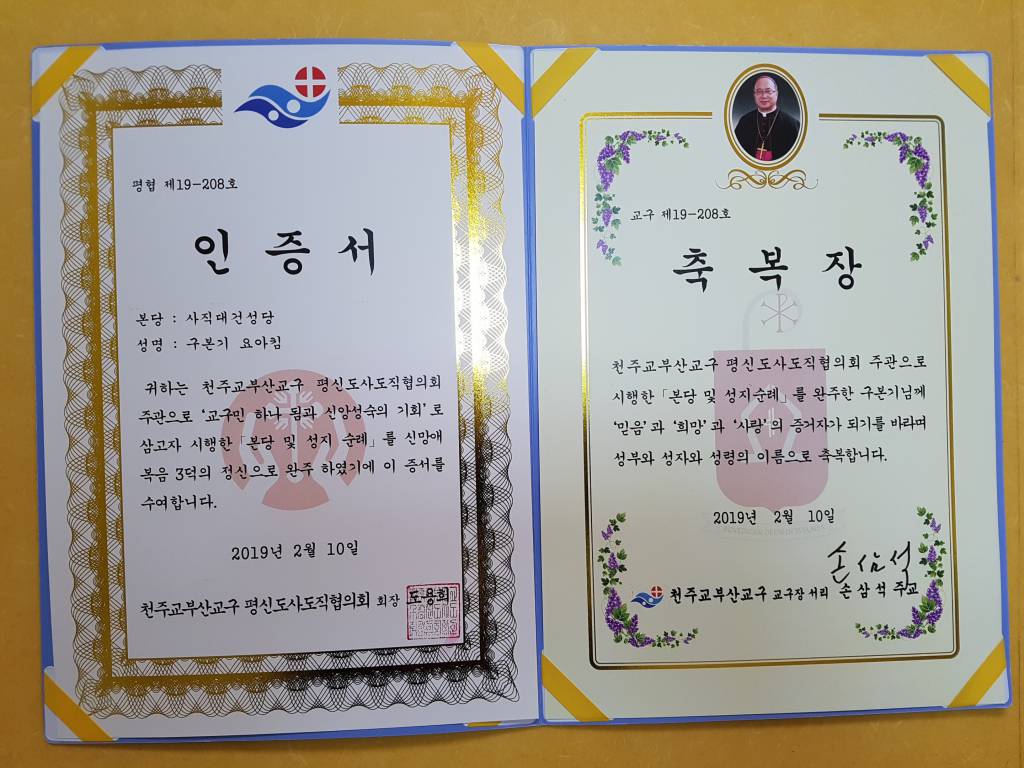 평협 제19-208호
인증서
본당 : 사직대건성당
성명 : 구본기 요아킴
귀하는 천주교부산교구 평신도사도직협의회
주관으로 '교구민 하나 됨과 신앙성숙의 기회'로
삼고자 시행한「본당 및 성지 순례」를 신망애
복음 3덕의 정신으로 완주 하였기에 이 증서를
수여합니다.
2019년 2월 10일
천주교부산교구 평신도사도직협의회 회장 도용희
교구 제19-208호
축복장
천주교부산교구 평신도사도직협의회 주관으로
시행한「본당 및 성지순례」를 완주한 구본기님께
'믿음'과 '희망'과 '사랑'의 증거자가 되기를 바라며
성부와 성자와 성령의 이름으로 축복합니다.
2019년 2월 10일
손삼석
천주교부산교구 교구장 서리 손삼석 주교